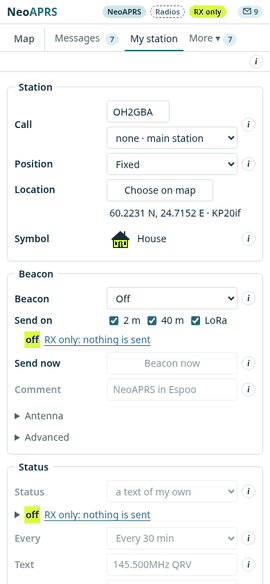 NeoAPRS NeoAPRS Radios RX only 9
Map Messages 7 My station More ▾ 7
i
Station
OH2GBA
Call none · main station i
Position Fixed i
Location Choose on map i
60.2231 N, 24.7152 E · KP20if
Symbol House i
Beacon
Beacon Off i
Send on 2 m 40 m LoRa i
off RX only: nothing is sent
Send now Beacon now i
Comment NeoAPRS in Espoo i
▶ Antenna
▶ Advanced
Status
Status a text of my own i
▶ off RX only: nothing is sent
Every Every 30 min i
Text 145.500MHz QRV i